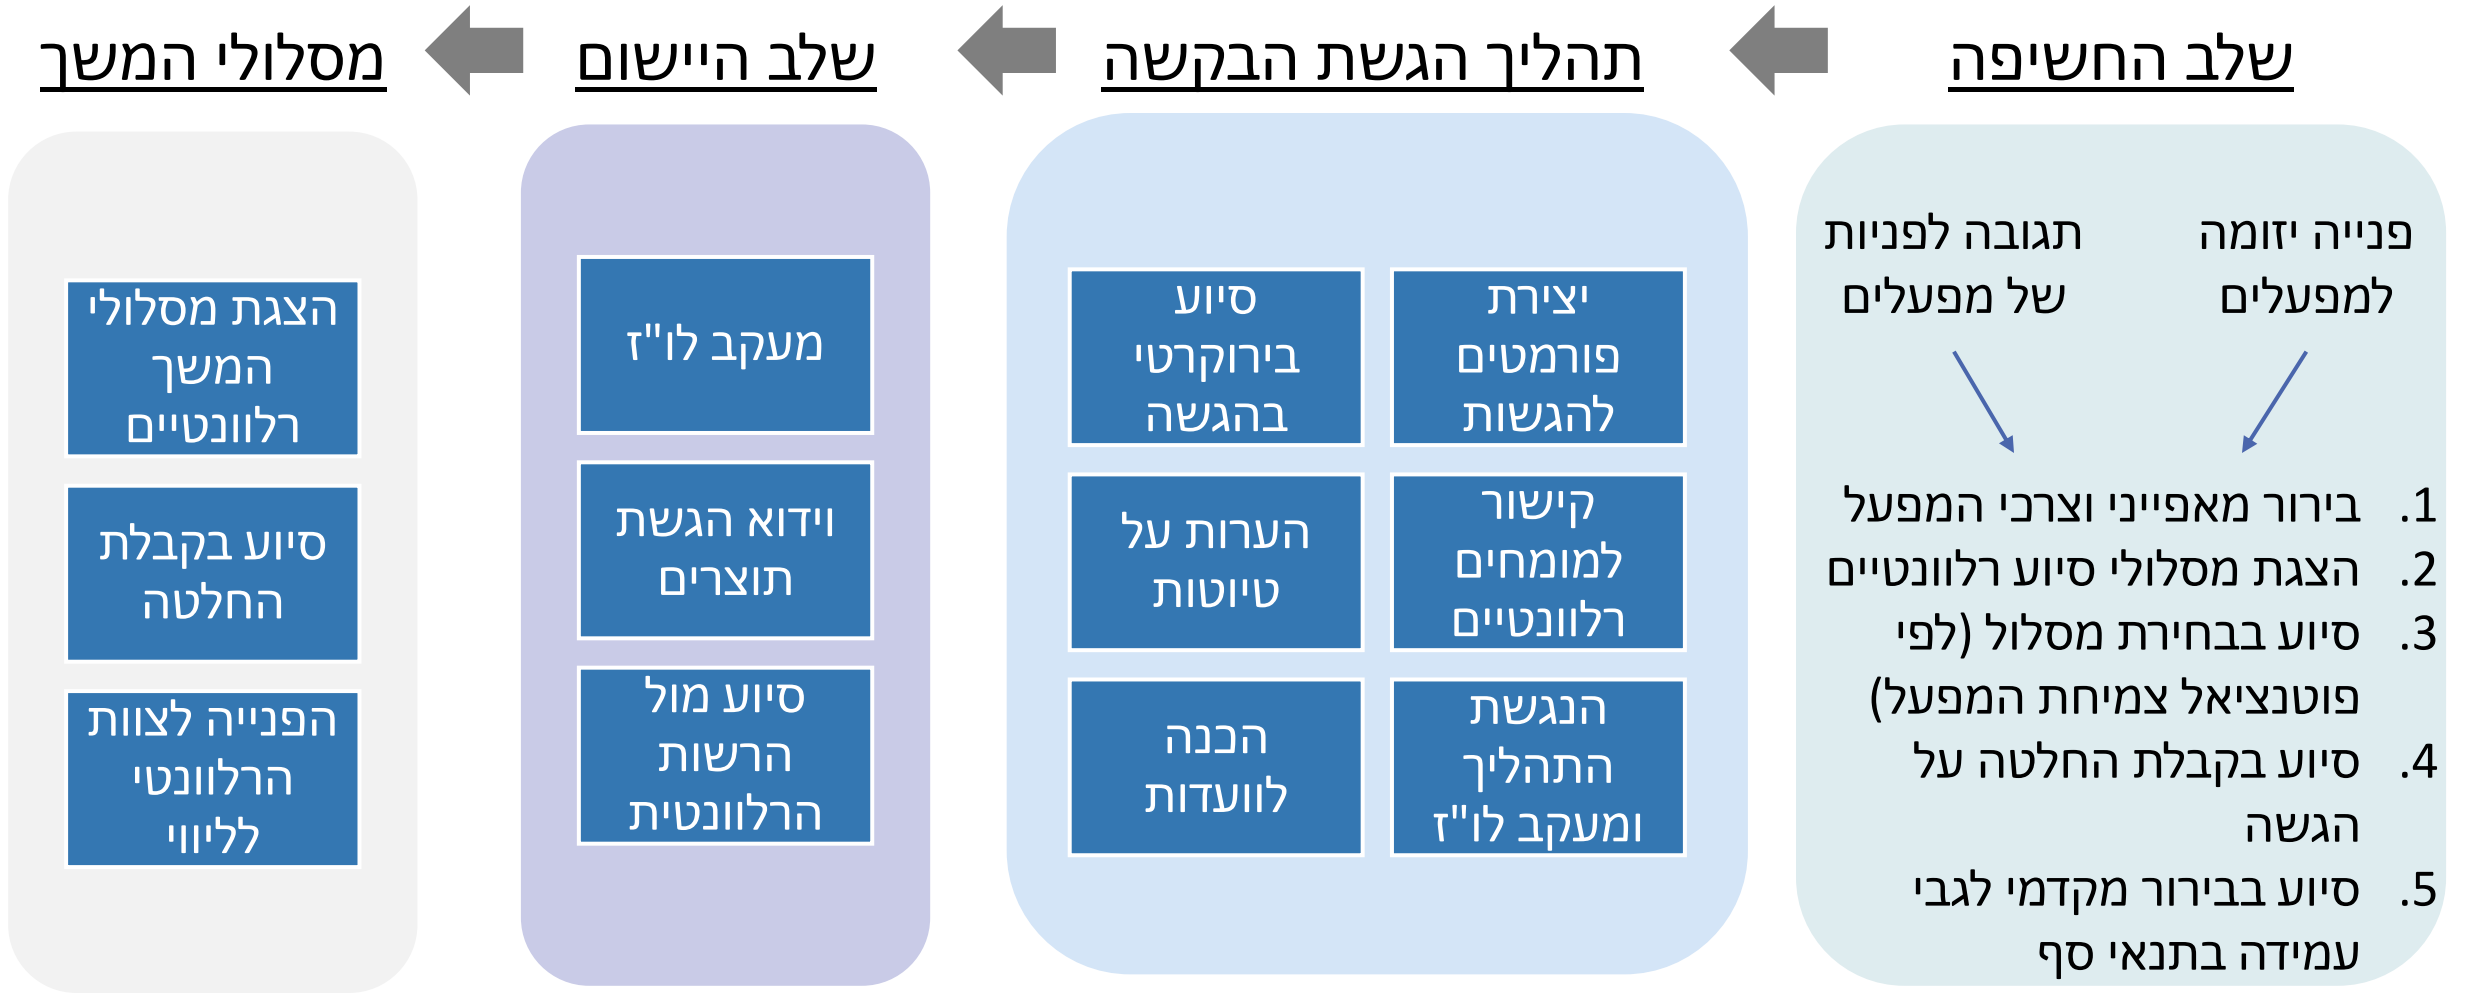 שלב החשיפה
תהליך הגשת הבקשה
שלב היישום
מסלולי המשך
פנייה יזומה
למפעלים
תגובה לפניות
של מפעלים
1. בירור מאפייני וצרכי המפעל
2. הצגת מסלולי סיוע רלוונטיים
3. סיוע בבחירת מסלול (לפי
פוטנציאל צמיחת המפעל)
4. סיוע בקבלת החלטה על
הגשה
5. סיוע בבירור מקדמי לגבי
עמידה בתנאי סף
יצירת
פורמטים
להגשות
סיוע
בירוקרטי
בהגשה
קישור
למומחים
רלוונטיים
הערות על
טיוטות
הנגשת
התהליך
ומעקב לו"ז
הכנה
לוועדות
מעקב לו"ז
וידוא הגשת
תוצרים
סיוע מול
הרשות
הרלוונטית
הצגת מסלולי
המשך
רלוונטיים
סיוע בקבלת
החלטה
הפנייה לצוות
הרלוונטי
לליווי